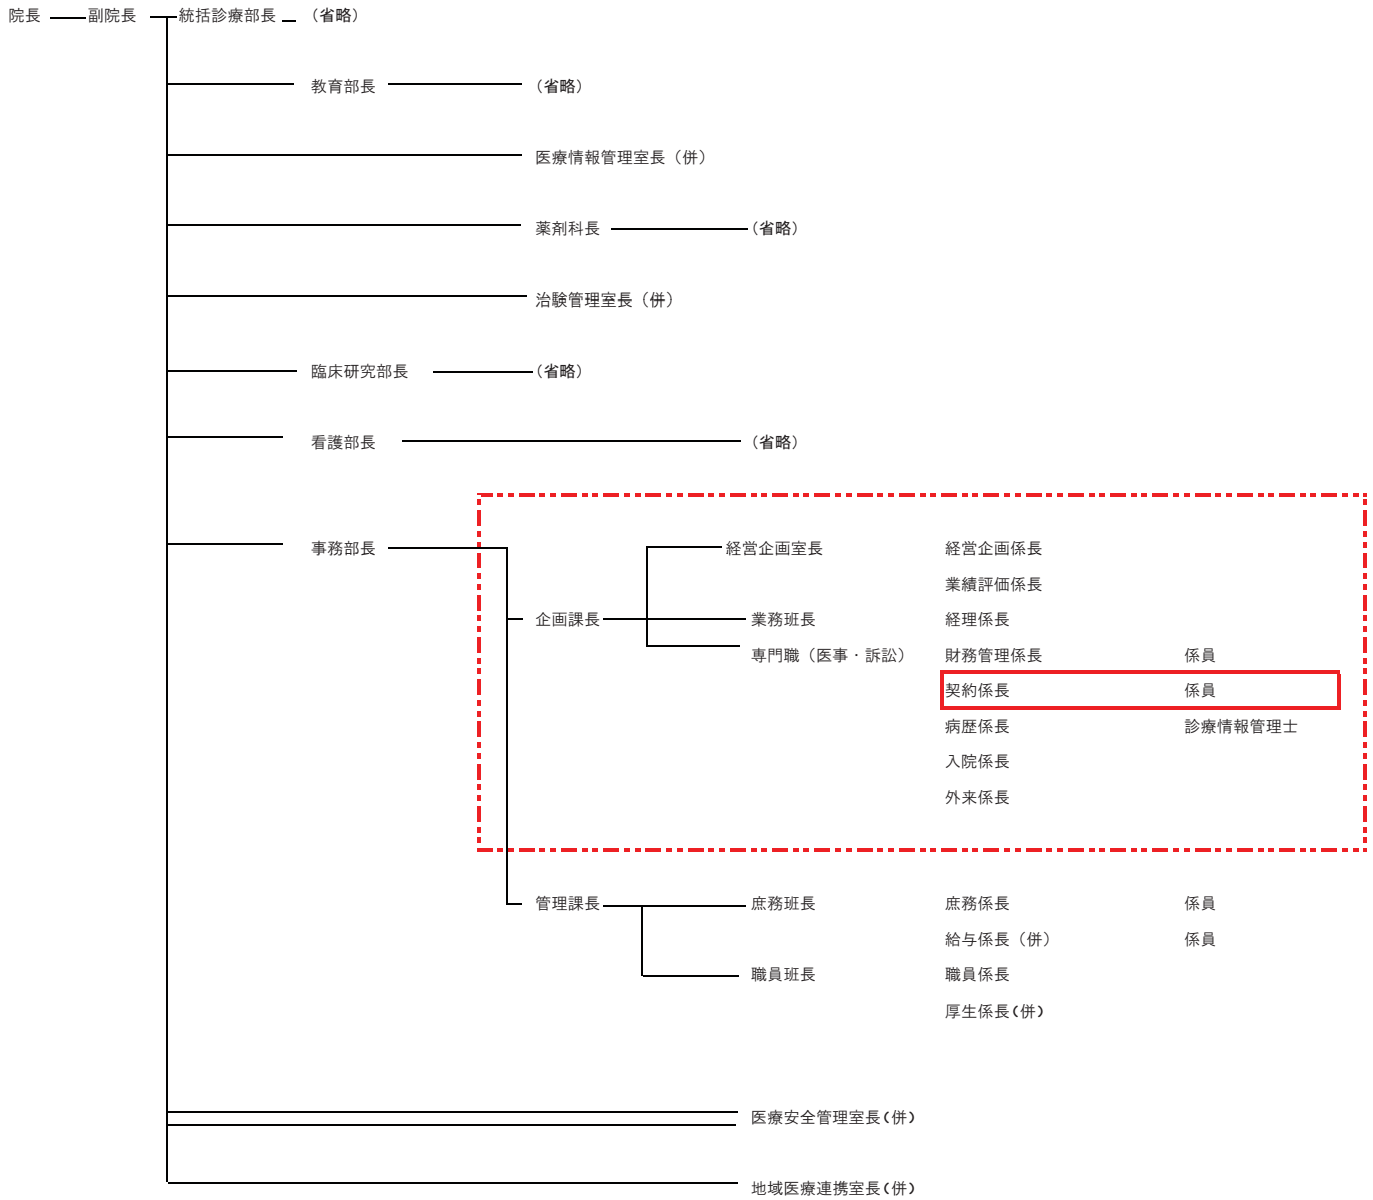 院長 副院長 統括診療部長 （省略）
教育部長 （省略）
医療情報管理室長（併）
薬剤科長 （省略）
治験管理室長（併）
臨床研究部長 （省略）
看護部長 （省略）
事務部長 経営企画室長 経営企画係長
業績評価係長
企画課長 業務班長 経理係長
専門職（医事・訴訟） 財務管理係長 係員
契約係長 係員
病歴係長 診療情報管理士
入院係長
外来係長
管理課長 庶務班長 庶務係長 係員
給与係長（併） 係員
職員班長 職員係長
厚生係長(併)
医療安全管理室長(併)
地域医療連携室長(併)